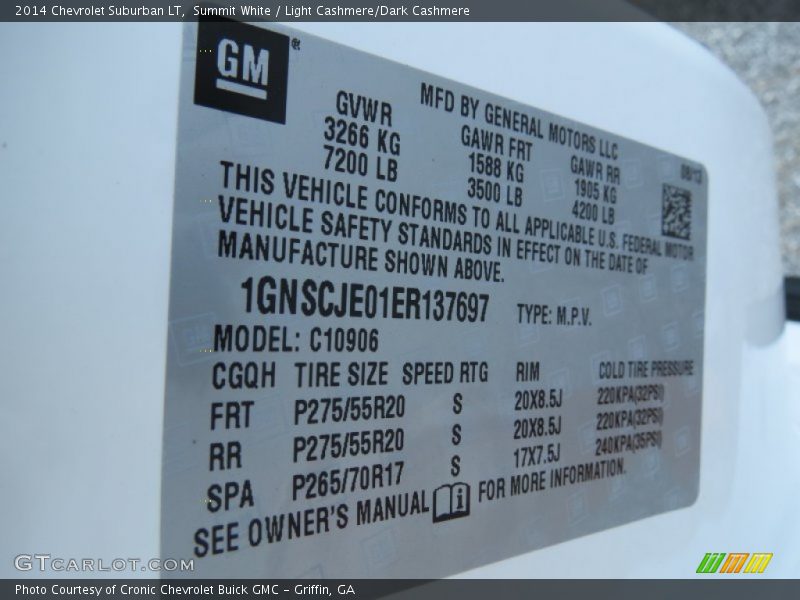 2014 Chevrolet Suburban LT, Summit White / Light Cashmere/Dark Cashmere
GM®
MFD BY GENERAL MOTORS LLC
GVWR GAWR FRT GAWR RR 08/13
3266 KG 1588 KG 1905 KG
7200 LB 3500 LB 4200 LB
THIS VEHICLE CONFORMS TO ALL APPLICABLE U.S. FEDERAL MOTOR
VEHICLE SAFETY STANDARDS IN EFFECT ON THE DATE OF
MANUFACTURE SHOWN ABOVE.
1GNSCJE01ER137697 TYPE: M.P.V.
MODEL: C10906
CGQH TIRE SIZE SPEED RTG RIM COLD TIRE PRESSURE
FRT P275/55R20 S 20X8.5J 220KPA(32PSI)
RR P275/55R20 S 20X8.5J 220KPA(32PSI)
SPA P265/70R17 S 17X7.5J 240KPA(35PSI)
SEE OWNER'S MANUAL i FOR MORE INFORMATION.
GTCARLOT.COM
Photo Courtesy of Cronic Chevrolet Buick GMC – Griffin, GA